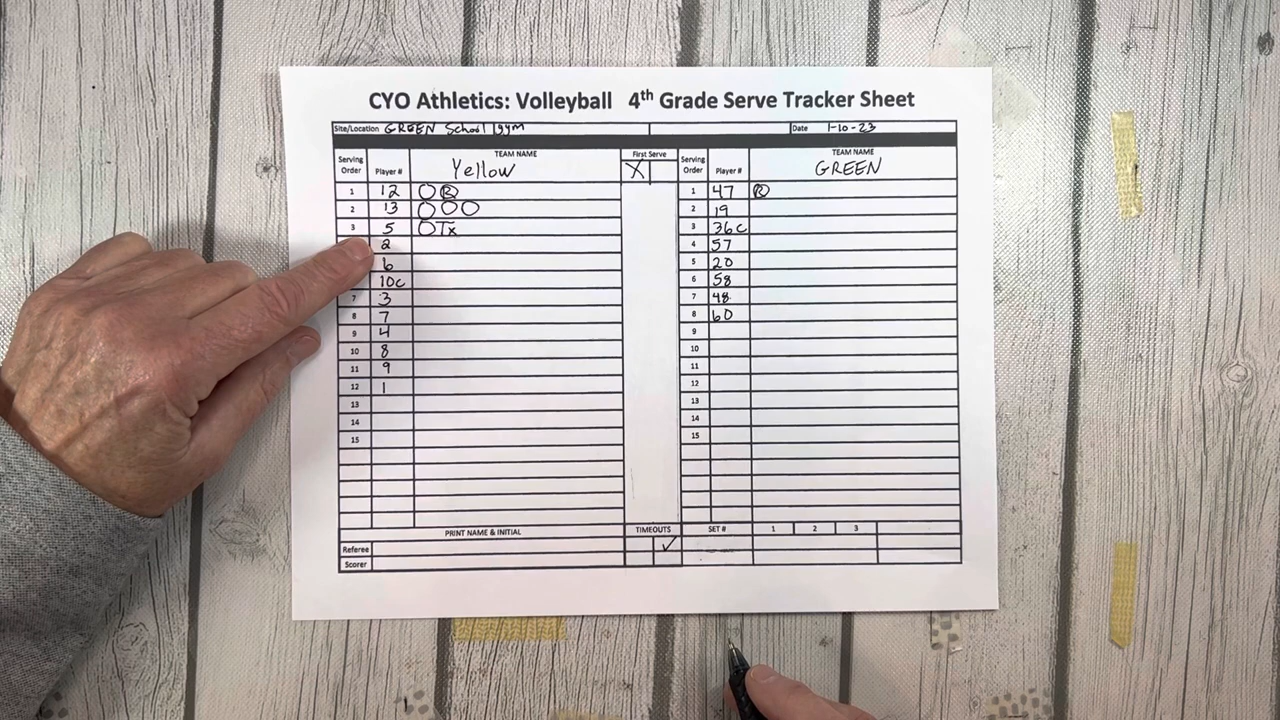 CYO Athletics: Volleyball 4th Grade Serve Tracker Sheet
Site/Location GREEN School gym Date 1-10-23
Serving Order Player # TEAM NAME Yellow First Serve X Serving Order Player # TEAM NAME GREEN
1 12 O R 1 47 R
2 13 O O O 2 19
3 5 O Tx 3 36c
2 4 57
6 5 20
10c 6 58
7 3 7 48
8 7 8 60
9 4 9
10 8 10
11 9 11
12 1 12
13 13
14 14
15 15
PRINT NAME & INITIAL TIMEOUTS SET # 1 2 3
Referee ✓
Scorer